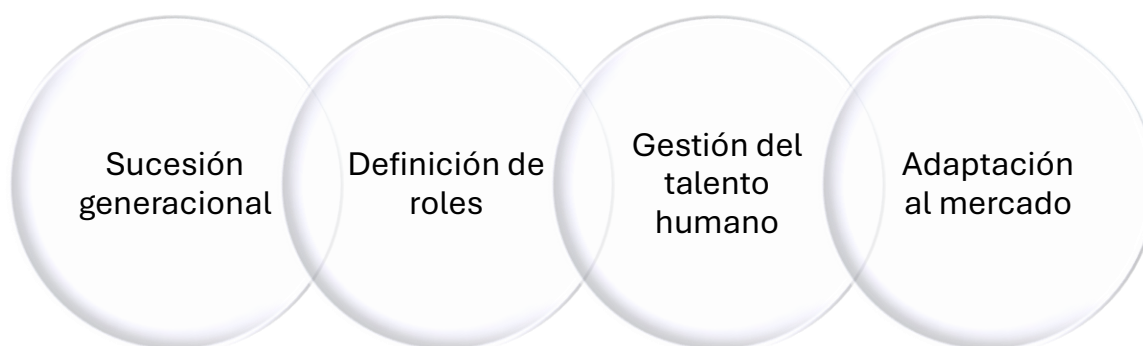 Sucesión
generacional
Definición de
roles
Gestión del
talento
humano
Adaptación
al mercado